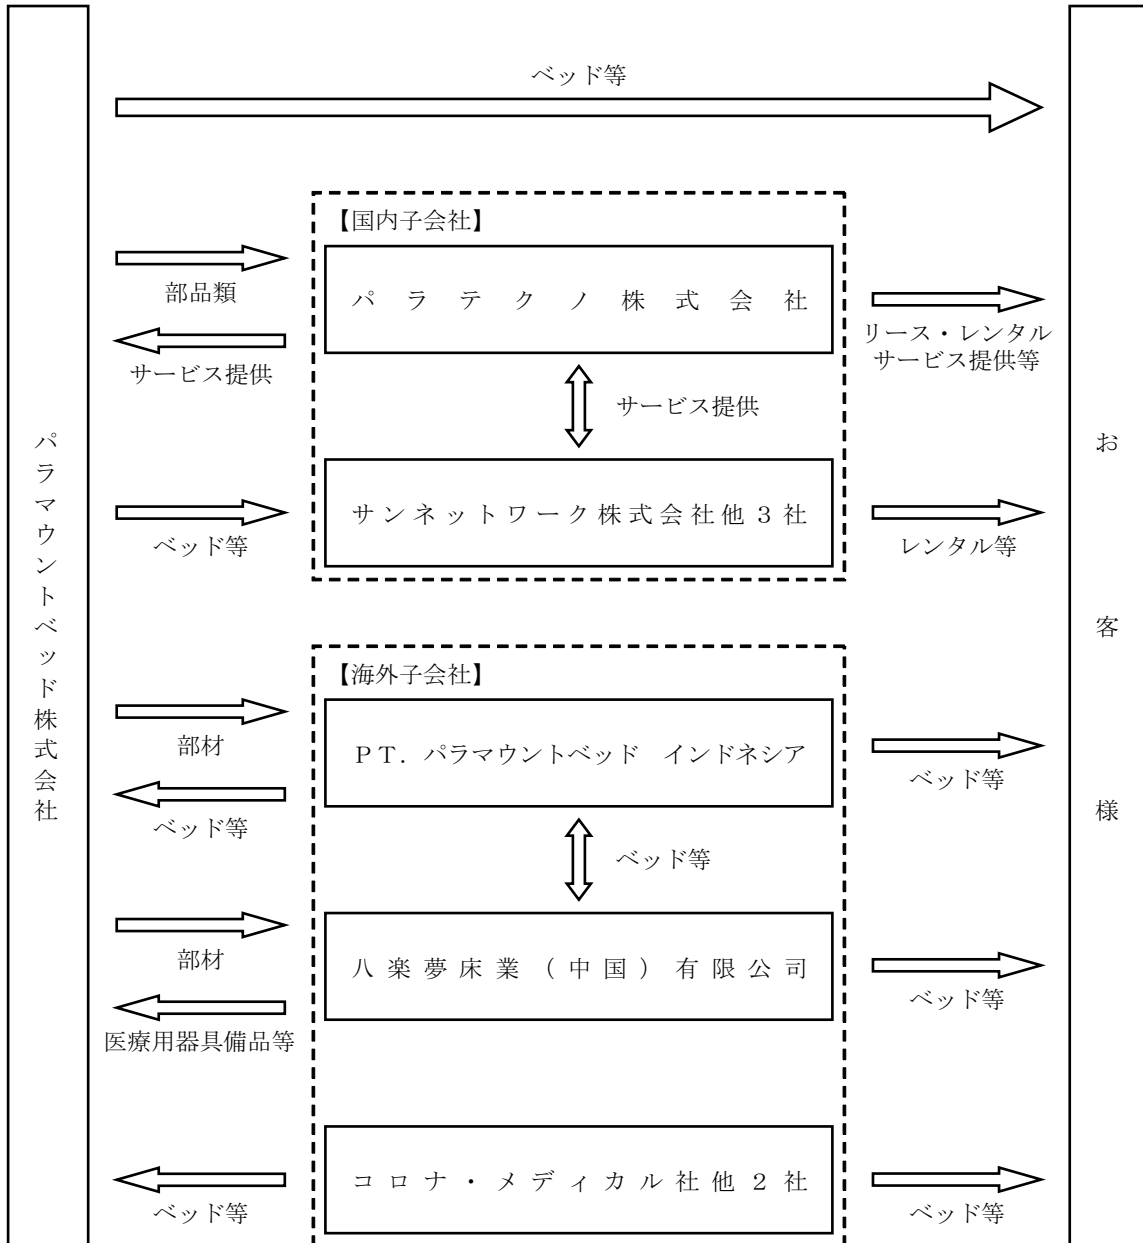 ベッド等
【国内子会社】
部品類
パラテクノ株式会社
サービス提供
リース・レンタル
サービス提供等
サービス提供
ベッド等
サンネットワーク株式会社他3社
レンタル等
パラマウントベッド株式会社
お客様
【海外子会社】
部材
PT．パラマウントベッド　インドネシア
ベッド等
ベッド等
ベッド等
部材
八楽夢床業（中国）有限公司
医療用器具備品等
ベッド等
コロナ・メディカル社他2社
ベッド等
ベッド等